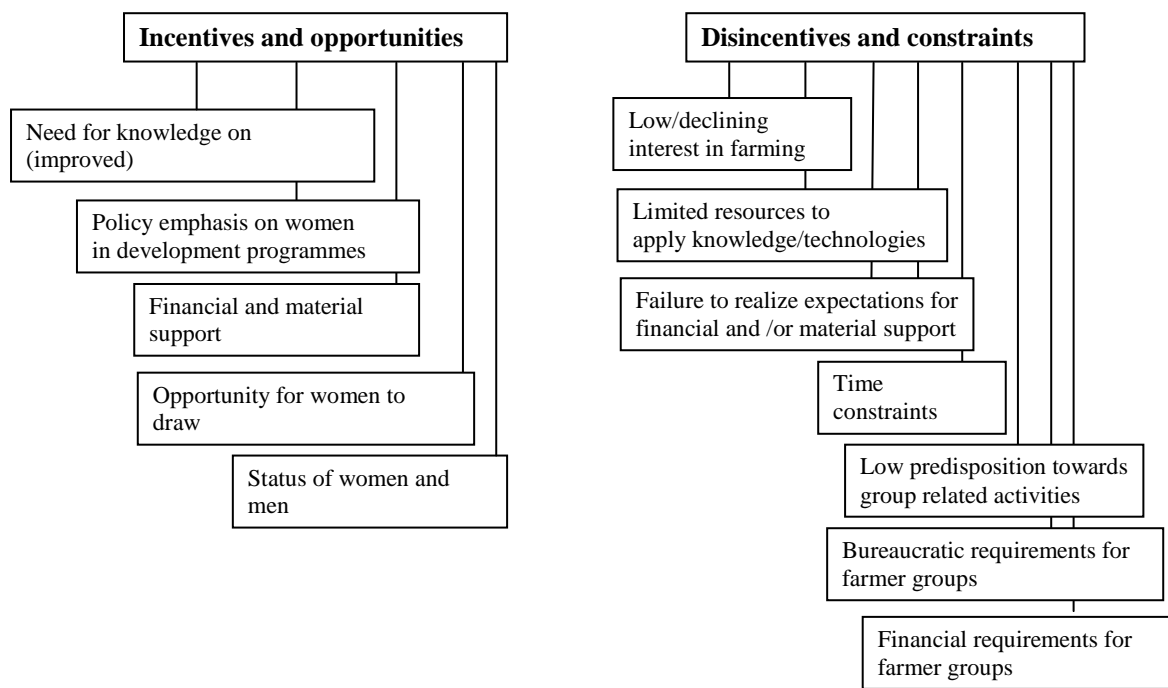 Incentives and opportunities
Need for knowledge on
(improved)
Policy emphasis on women
in development programmes
Financial and material
support
Opportunity for women to
draw
Status of women and
men
Disincentives and constraints
Low/declining
interest in farming
Limited resources to
apply knowledge/technologies
Failure to realize expectations for
financial and /or material support
Time
constraints
Low predisposition towards
group related activities
Bureaucratic requirements for
farmer groups
Financial requirements for
farmer groups